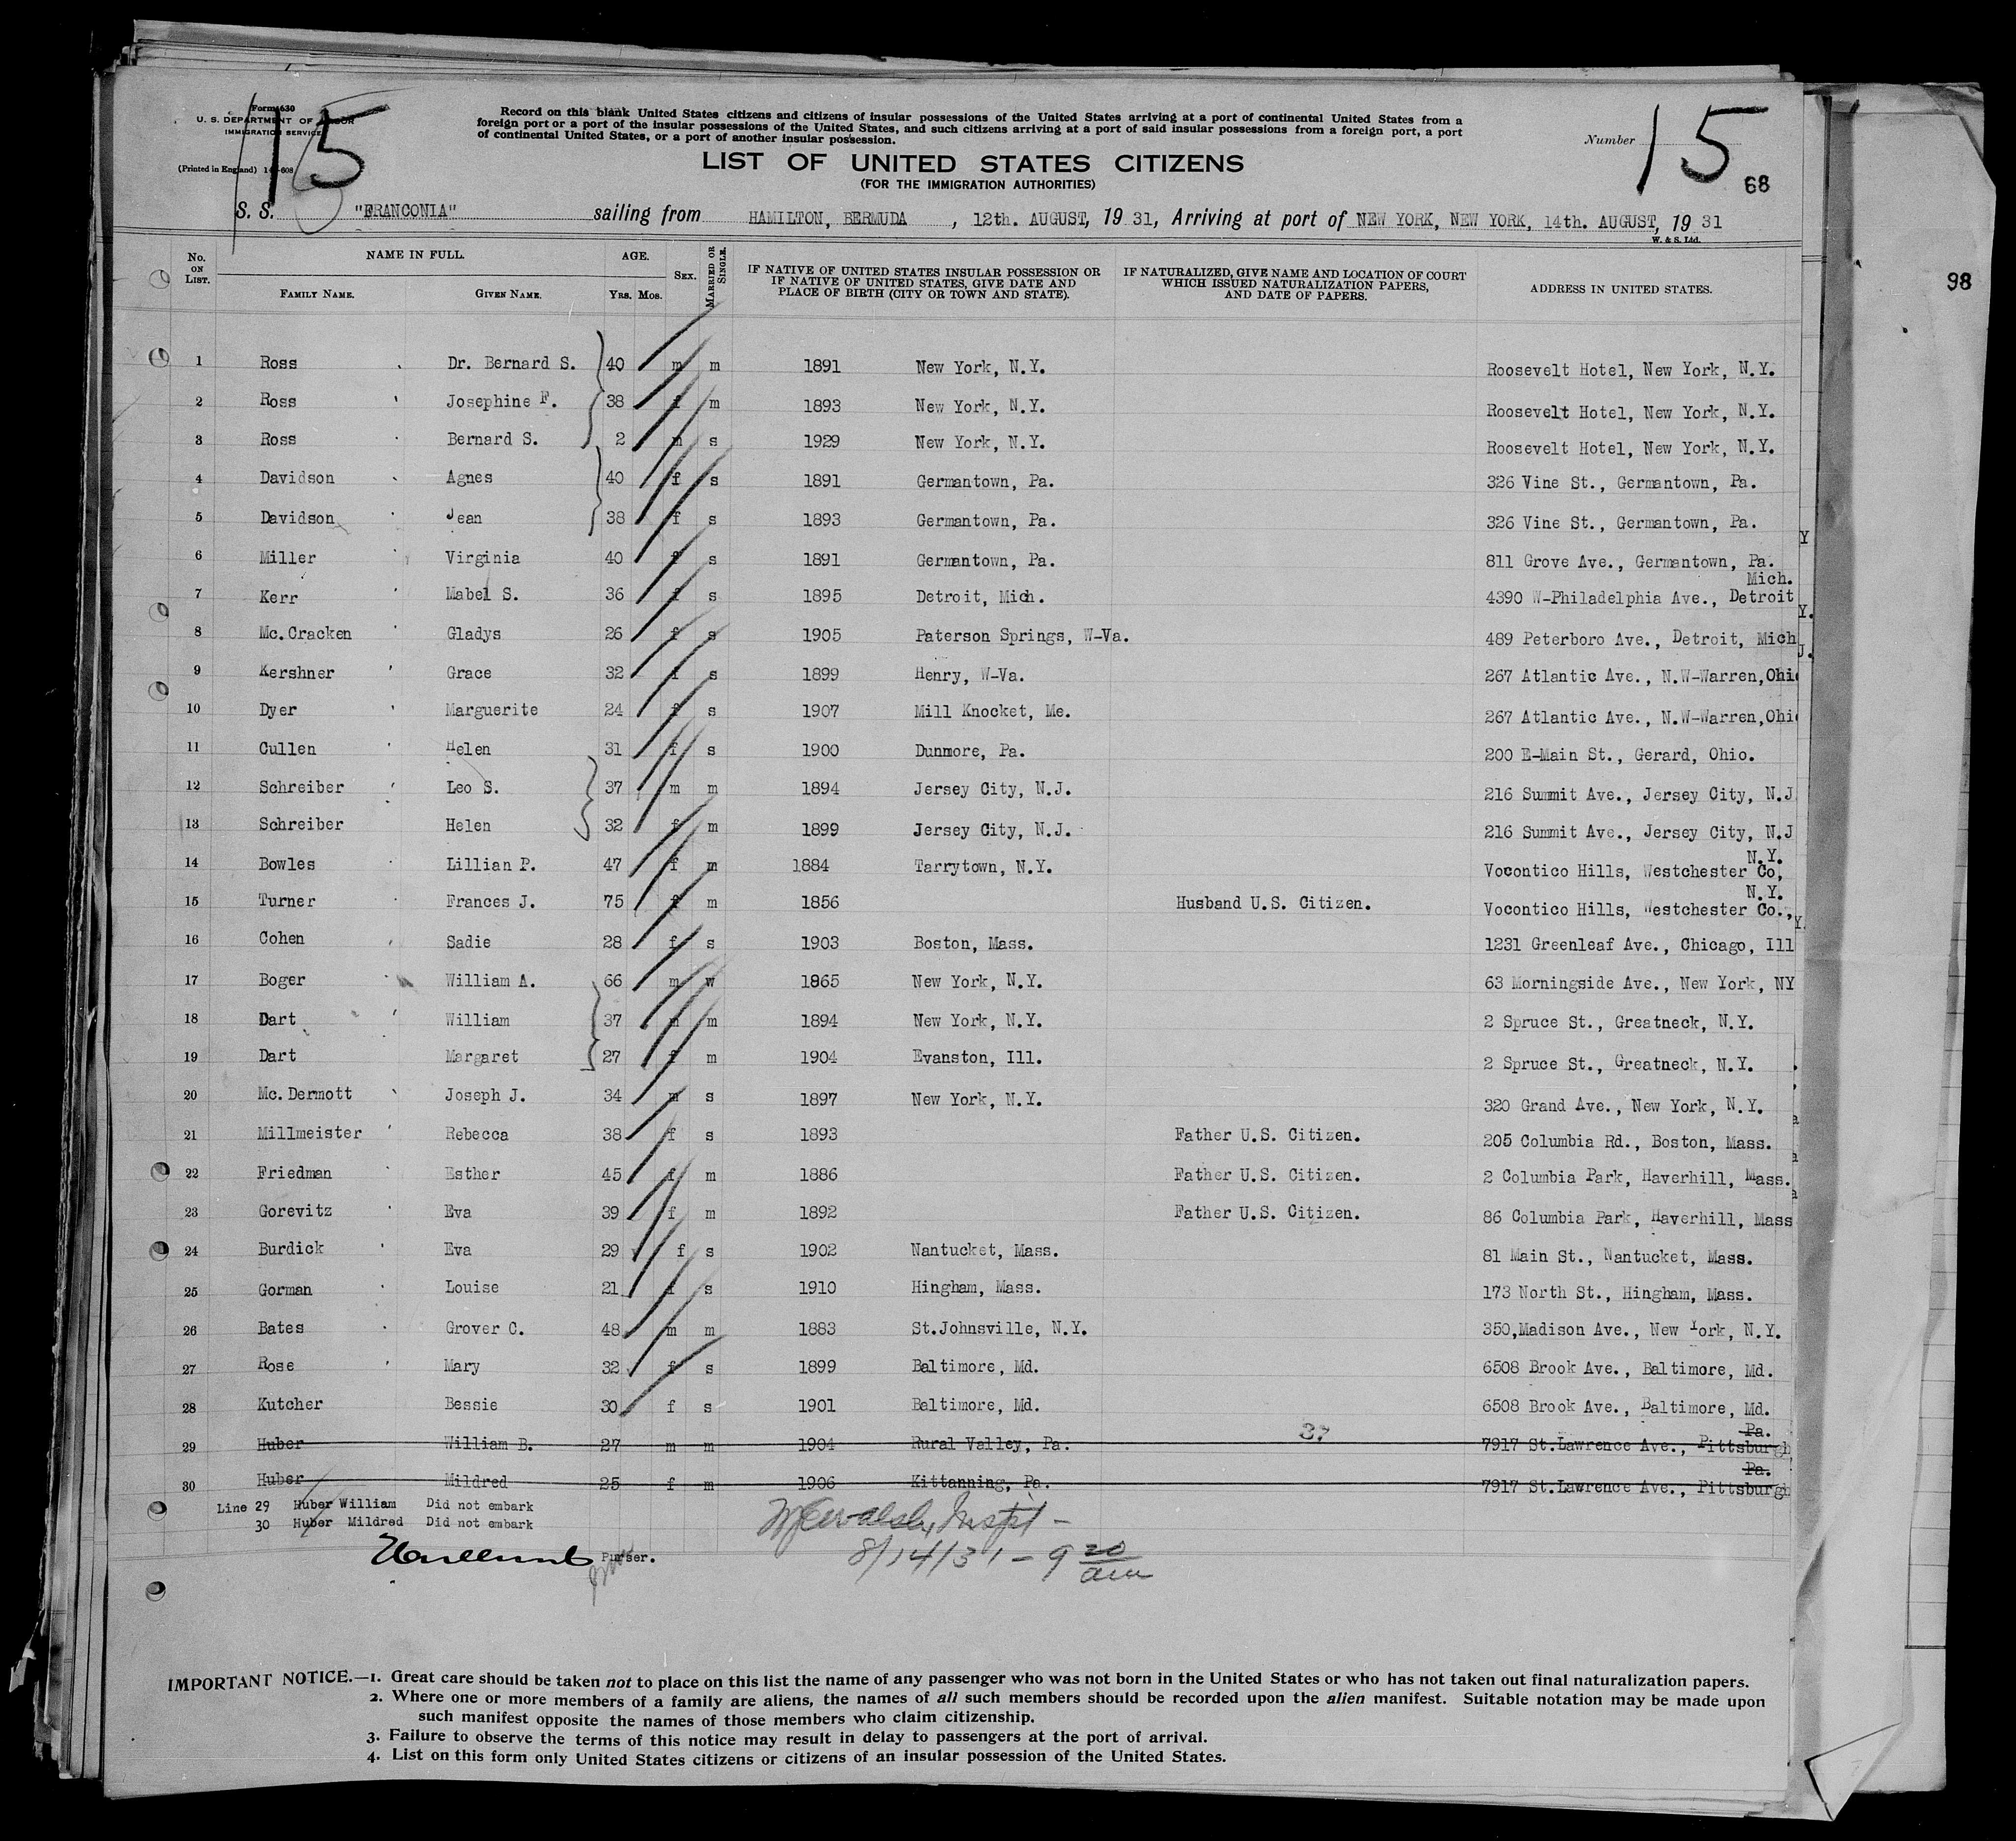 Form 630
U. S. DEPARTMENT OF LABOR
IMMIGRATION SERVICE
(Printed in England)
15
Record on this blank United States citizens and citizens of insular possessions of the United States arriving at a port of continental United States from a
foreign port or a port of the insular possessions of the United States, and such citizens arriving at a port of said insular possessions from a foreign port, a port
of continental United States, or a port of another insular possession.
Number 15
68
LIST OF UNITED STATES CITIZENS
(FOR THE IMMIGRATION AUTHORITIES)
S. S. "FRANCONIA" sailing from HAMILTON, BERMUDA, 12th. AUGUST, 19 31, Arriving at port of NEW YORK, NEW YORK, 14th. AUGUST, 19 31
W. & S. Ltd.
98
No. ON LIST. NAME IN FULL. FAMILY NAME. GIVEN NAME. AGE. YRS. MOS. SEX. MARRIED OR SINGLE. IF NATIVE OF UNITED STATES INSULAR POSSESSION OR IF NATIVE OF UNITED STATES, GIVE DATE AND PLACE OF BIRTH (CITY OR TOWN AND STATE). IF NATURALIZED, GIVE NAME AND LOCATION OF COURT WHICH ISSUED NATURALIZATION PAPERS, AND DATE OF PAPERS. ADDRESS IN UNITED STATES.
1 Ross Dr. Bernard S. 40 m m 1891 New York, N.Y. Roosevelt Hotel, New York, N.Y.
2 Ross Josephine F. 38 f m 1893 New York, N.Y. Roosevelt Hotel, New York, N.Y.
3 Ross Bernard S. 2 m s 1929 New York, N.Y. Roosevelt Hotel, New York, N.Y.
4 Davidson Agnes 40 f s 1891 Germantown, Pa. 326 Vine St., Germantown, Pa.
5 Davidson Jean 38 f s 1893 Germantown, Pa. 326 Vine St., Germantown, Pa.
6 Miller Virginia 40 f s 1891 Germantown, Pa. 811 Grove Ave., Germantown, Pa.
7 Kerr Mabel S. 36 f s 1895 Detroit, Mich. 4390 W-Philadelphia Ave., Detroit Mich.
8 Mc.Cracken Gladys 26 f s 1905 Paterson Springs, W-Va. 489 Peterboro Ave., Detroit, Mich
9 Kershner Grace 32 f s 1899 Henry, W-Va. 267 Atlantic Ave., N.W-Warren,Ohio
10 Dyer Marguerite 24 f s 1907 Mill Knocket, Me. 267 Atlantic Ave., N.W-Warren,Ohio
11 Cullen Helen 31 f s 1900 Dunmore, Pa. 200 E-Main St., Gerard, Ohio.
12 Schreiber Leo S. 37 m m 1894 Jersey City, N.J. 216 Summit Ave., Jersey City, N.J
13 Schreiber Helen 32 f m 1899 Jersey City, N.J. 216 Summit Ave., Jersey City, N.J
14 Bowles Lillian P. 47 f m 1884 Tarrytown, N.Y. Vocontico Hills, Westchester Co, N.Y.
15 Turner Frances J. 75 f m 1856 Husband U.S. Citizen. Vocontico Hills, Westchester Co., N.Y.
16 Cohen Sadie 28 f s 1903 Boston, Mass. 1231 Greenleaf Ave., Chicago, Ill
17 Boger William A. 66 m w 1865 New York, N.Y. 63 Morningside Ave., New York, NY
18 Dart William 37 m m 1894 New York, N.Y. 2 Spruce St., Greatneck, N.Y.
19 Dart Margaret 27 f m 1904 Evanston, Ill. 2 Spruce St., Greatneck, N.Y.
20 Mc.Dermott Joseph J. 34 m s 1897 New York, N.Y. 320 Grand Ave., New York, N.Y.
21 Millmeister Rebecca 38 f s 1893 Father U.S. Citizen. 205 Columbia Rd., Boston, Mass.
22 Friedman Esther 45 f m 1886 Father U.S. Citizen. 2 Columbia Park, Haverhill, Mass.
23 Gorevitz Eva 39 f m 1892 Father U.S. Citizen. 86 Columbia Park, Haverhill, Mass
24 Burdick Eva 29 f s 1902 Nantucket, Mass. 81 Main St., Nantucket, Mass.
25 Gorman Louise 21 f s 1910 Hingham, Mass. 173 North St., Hingham, Mass.
26 Bates Grover C. 48 m m 1883 St.Johnsville, N.Y. 350,Madison Ave., New York, N.Y.
27 Rose Mary 32 f s 1899 Baltimore, Md. 6508 Brook Ave., Baltimore, Md.
28 Kutcher Bessie 30 f s 1901 Baltimore, Md. 6508 Brook Ave., Baltimore, Md.
29 Huber William B. 27 m m 1904 Rural Valley, Pa. 7917 St.Lawrence Ave., Pittsburgh Pa.
30 Huber Mildred 25 f m 1906 Kittanning, Pa. 7917 St.Lawrence Ave., Pittsburgh Pa.
Line 29 Huber William Did not embark
30 Huber Mildred Did not embark
Purser.
8/14/31 - 9 20 am
IMPORTANT NOTICE.—1. Great care should be taken not to place on this list the name of any passenger who was not born in the United States or who has not taken out final naturalization papers.
2. Where one or more members of a family are aliens, the names of all such members should be recorded upon the alien manifest. Suitable notation may be made upon
such manifest opposite the names of those members who claim citizenship.
3. Failure to observe the terms of this notice may result in delay to passengers at the port of arrival.
4. List on this form only United States citizens or citizens of an insular possession of the United States.